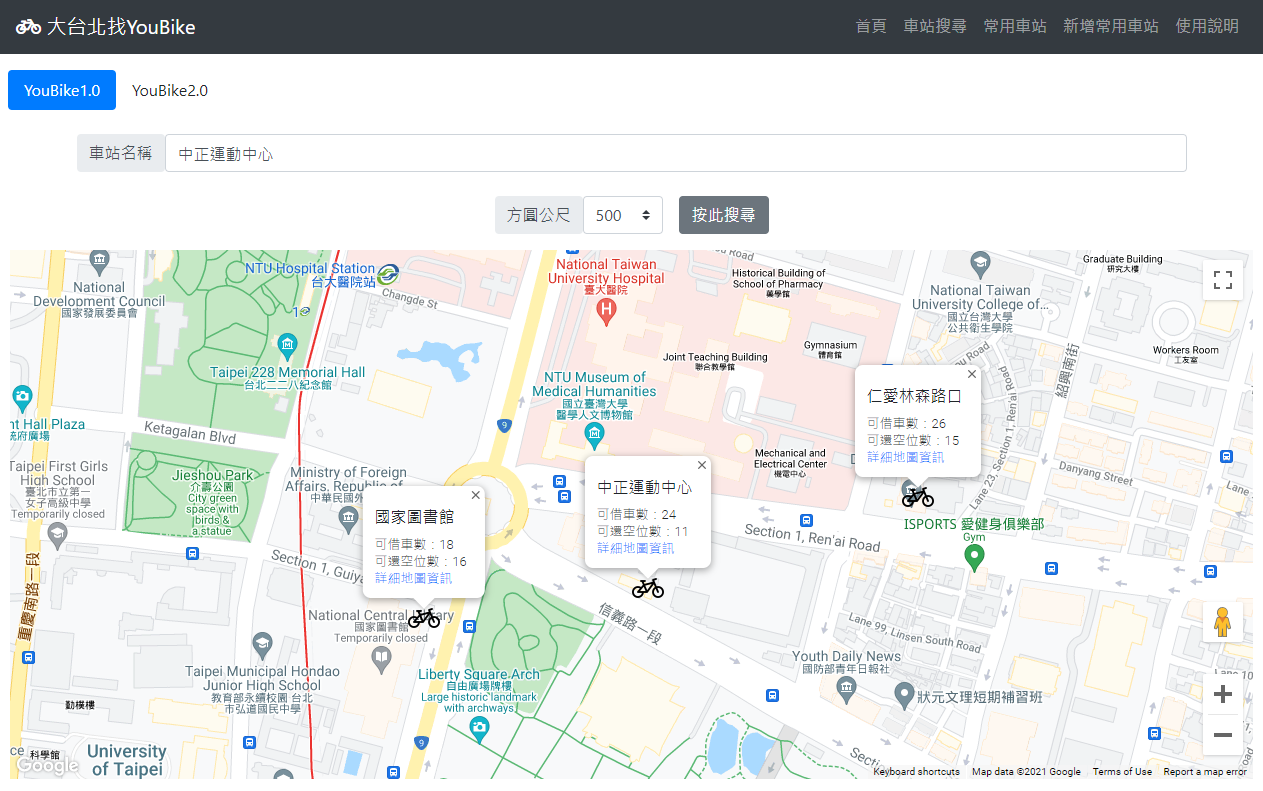 大台北找YouBike
首頁 車站搜尋 常用車站 新增常用車站 使用說明
YouBike1.0 YouBike2.0
車站名稱 中正運動中心
方圓公尺 500 按此搜尋
NTU Hospital Station
台大醫院站
National
Development Council
國家發展委員會
Changde St
1
National Taiwan
University Hospital
臺大醫院
Historical Building of
School of Pharmacy
藥學館
Graduate Building
研究大樓
National Taiwan
University College of...
國立台灣大學
公共衛生學院
Taipei 228 Memorial Hall
台北二二八紀念館
Joint Teaching Building
聯合教學館
Gymnasium
體育館
Workers Room
工友室
紹興南街
NTU Museum of
Medical Humanities
國立臺灣大學
醫學人文博物館
nt Hall Plaza
統府廣場
Ketagalan Blvd
9
仁愛林森路口
可借車數：26
可還空位數：15
詳細地圖資訊
Section 1, Ren'ai Road
Lane 23, Section 1,
Taipei First Girls
High School
臺北市立第一
女子高級中學
Temporarily closed
Jieshou Park
介壽公園
City green
space with
birds &
a statue
Ministry of Foreign
Affairs, Republic of
中華民國外
Mechanical and
Electrical Center
機電中心
Danyang Street
Lane
中正運動中心
可借車數：24
可還空位數：11
詳細地圖資訊
國家圖書館
可借車數：18
可還空位數：16
詳細地圖資訊
ISPORTS 愛健身俱樂部
Gym
Section 1, Ren'ai Road
Section 1, Guiy
重慶南路一段
信義路一段
National Central Library
國家圖書館
Temporarily closed
Lane 99, Linsen South Road
Taipei Municipal Hondao
Junior High School
教育部永續校園 台北
市弘道國民中學
Liberty Square Arch
自由廣場牌樓
Large historic landmark
with archways
Youth Daily News
國防部青年日報社
狀元文理短期補習班
Lane 10
勤樸樓
科學館
University
of Taipei
9
Google
Keyboard shortcuts Map data ©2021 Google Terms of Use Report a map error